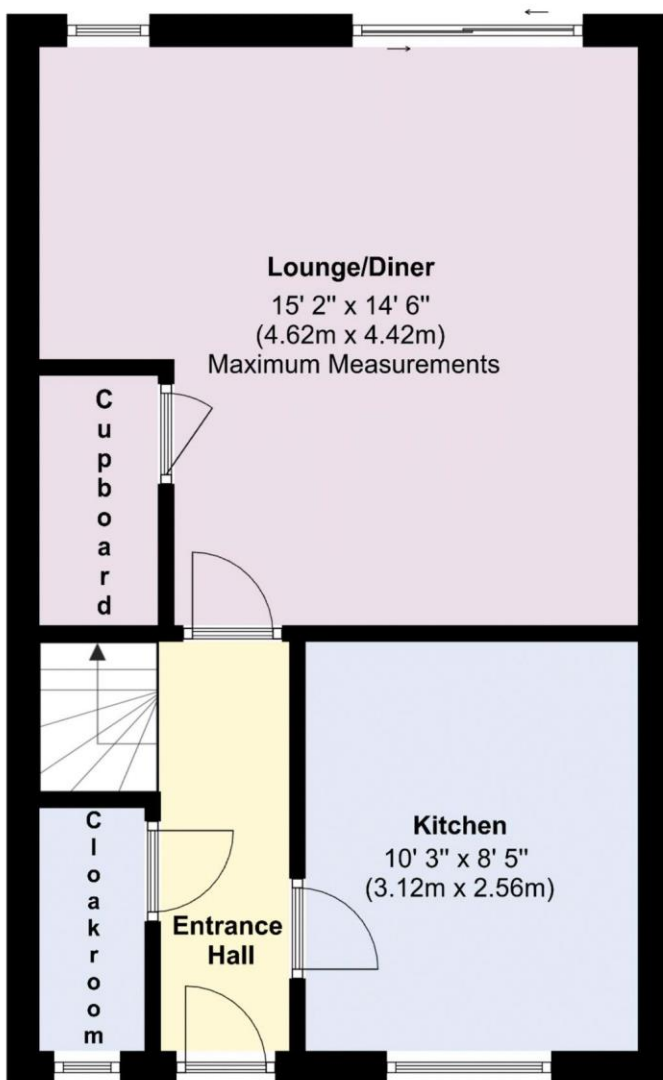 Lounge/Diner
15' 2" x 14' 6"
(4.62m x 4.42m)
Maximum Measurements
Cupboard
Kitchen
10' 3" x 8' 5"
(3.12m x 2.56m)
Cloakroom
Entrance
Hall